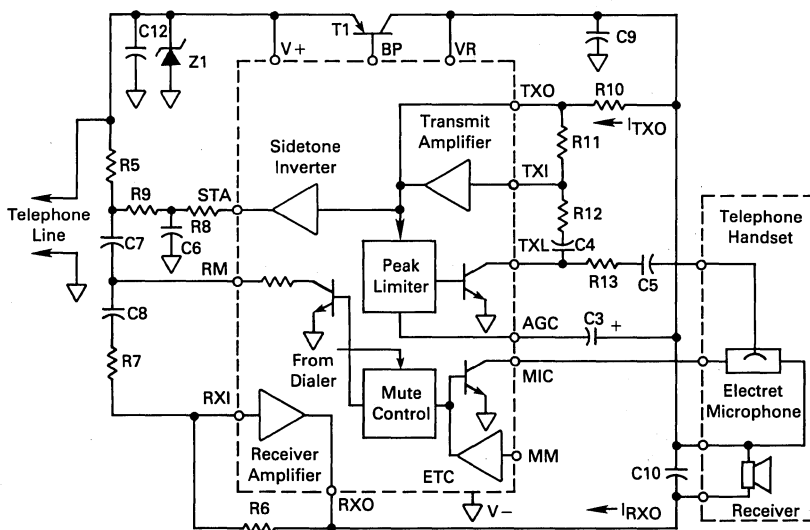 C12
Z1
V+
T1
BP
VR
C9
TXO
R10
ITXO
R11
Transmit
Amplifier
Sidetone
Inverter
R5
R9
STA
TXI
R12
Telephone
Line
R8
C7
C6
TXL
C4
Telephone
Handset
RM
Peak
Limiter
R13
C5
C8
AGC
C3
+
From
Dialer
MIC
R7
Mute
Control
Electret
Microphone
RXI
Receiver
Amplifier
ETC
MM
C10
RXO
V−
IRXO
Receiver
R6